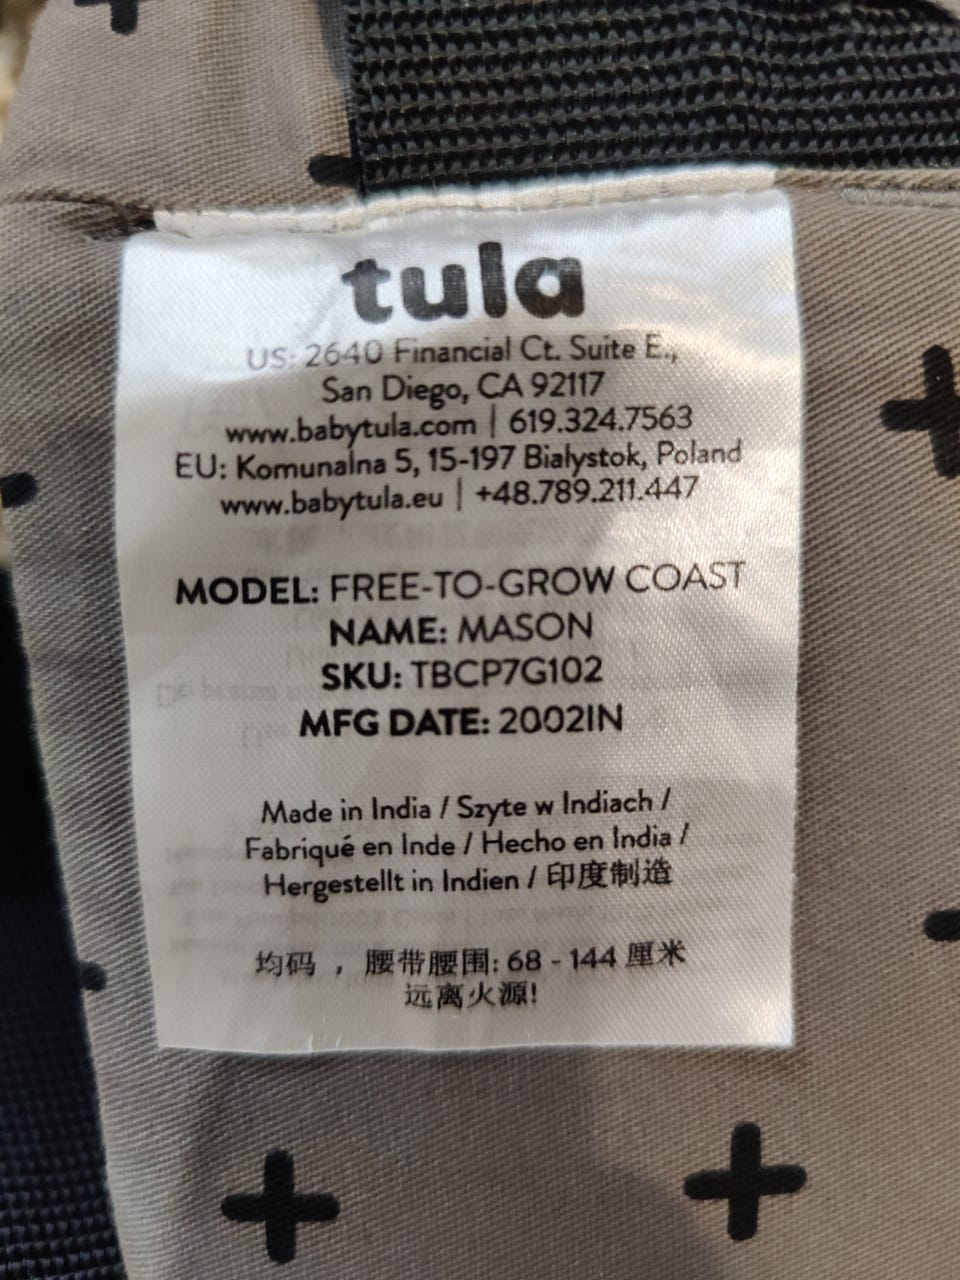 tula
US: 2640 Financial Ct. Suite E.,
San Diego, CA 92117
www.babytula.com | 619.324.7563
EU: Komunalna 5, 15-197 Białystok, Poland
www.babytula.eu | +48.789.211.447
MODEL: FREE-TO-GROW COAST
NAME: MASON
SKU: TBCP7G102
MFG DATE: 2002IN
Made in India / Szyte w Indiach /
Fabriqué en Inde / Hecho en India /
Hergestellt in Indien / 印度制造
均码 ，腰带腰围: 68 - 144 厘米
远离火源!